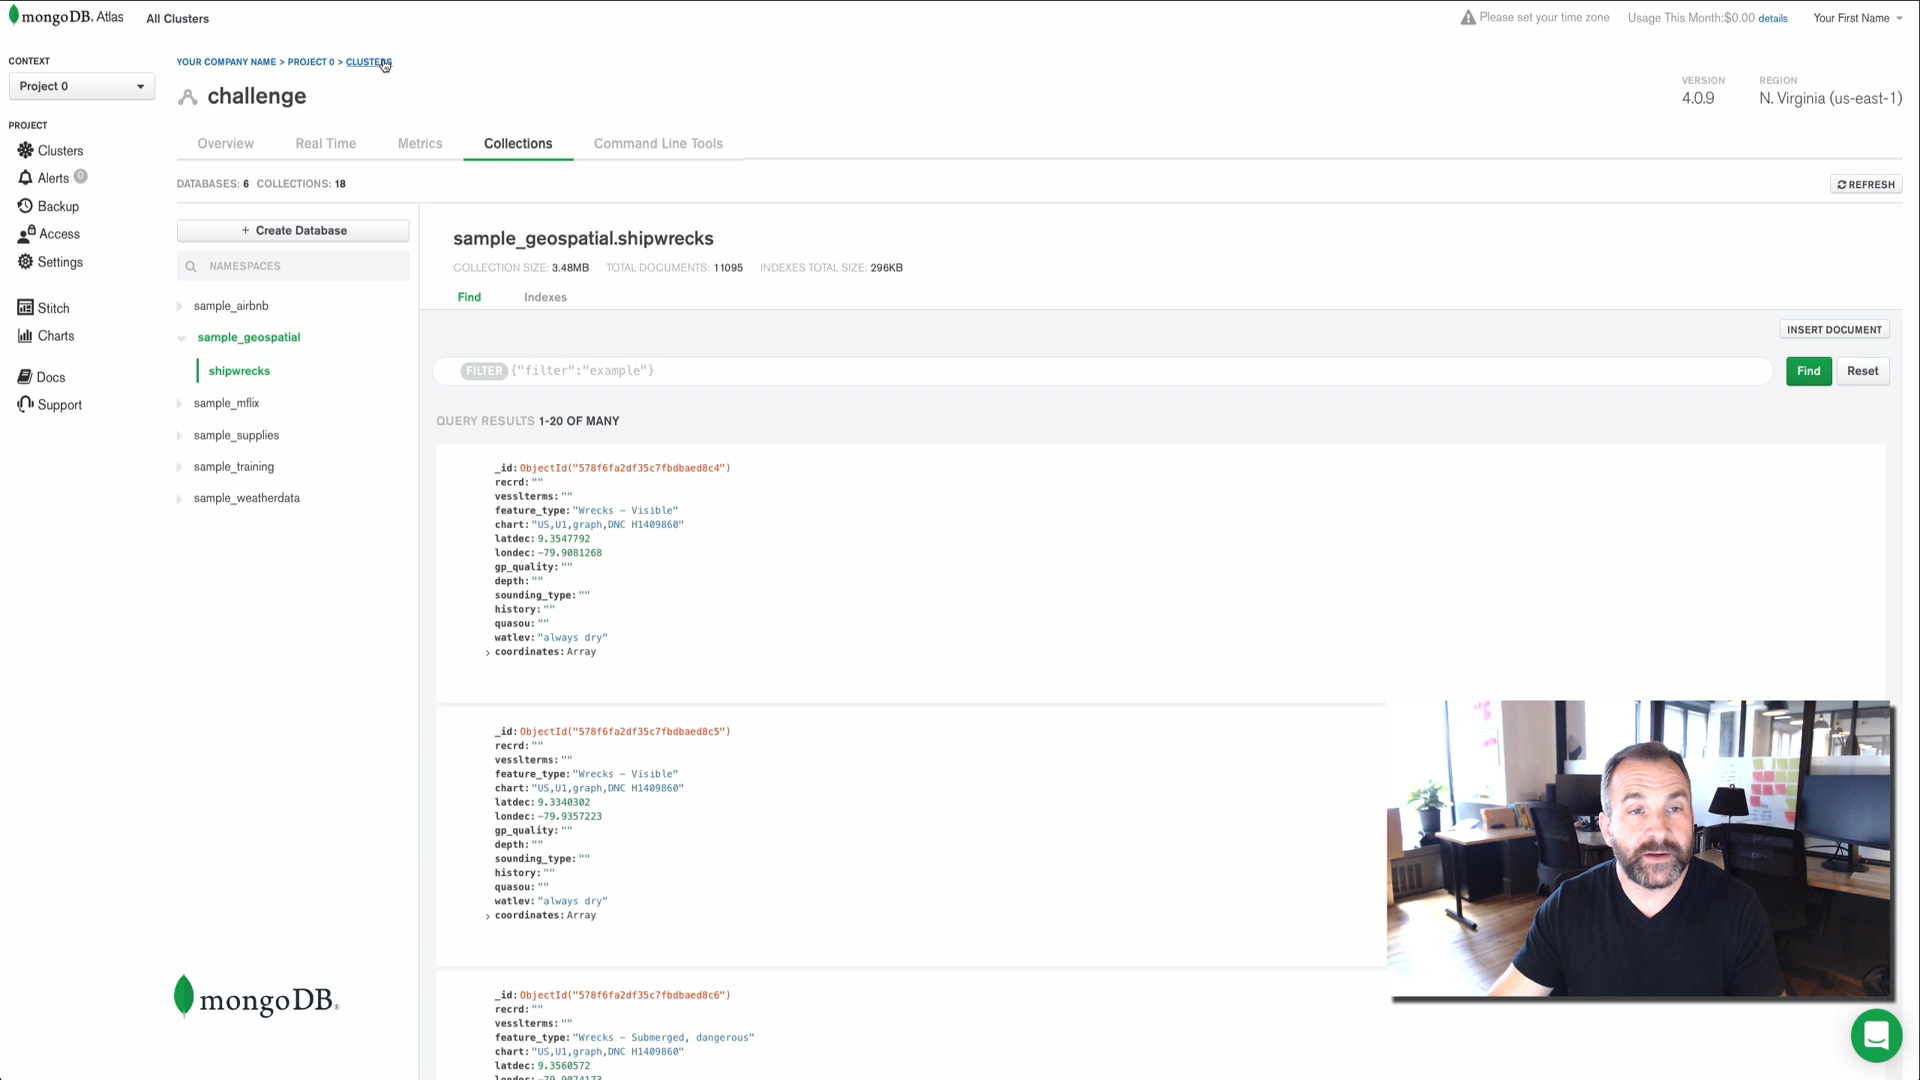 mongoDB. Atlas
All Clusters
Please set your time zone
Usage This Month:$0.00 details
Your First Name
CONTEXT
Project 0
PROJECT
Clusters
Alerts 0
Backup
Access
Settings
Stitch
Charts
Docs
Support
YOUR COMPANY NAME > PROJECT 0 > CLUSTERS
challenge
VERSION
4.0.9
REGION
N. Virginia (us-east-1)
Overview
Real Time
Metrics
Collections
Command Line Tools
DATABASES: 6 COLLECTIONS: 18
REFRESH
+ Create Database
NAMESPACES
sample_airbnb
sample_geospatial
shipwrecks
sample_mflix
sample_supplies
sample_training
sample_weatherdata
sample_geospatial.shipwrecks
COLLECTION SIZE: 3.48MB TOTAL DOCUMENTS: 11095 INDEXES TOTAL SIZE: 296KB
Find
Indexes
INSERT DOCUMENT
FILTER {"filter":"example"}
Find
Reset
QUERY RESULTS 1-20 OF MANY
_id: ObjectId("578f6fa2df35c7fbdbaed8c4")
recrd: ""
vesslterms: ""
feature_type: "Wrecks - Visible"
chart: "US,U1,graph,DNC H1409860"
latdec: 9.3547792
londec: -79.9081268
gp_quality: ""
depth: ""
sounding_type: ""
history: ""
quasou: ""
watlev: "always dry"
> coordinates: Array
_id: ObjectId("578f6fa2df35c7fbdbaed8c5")
recrd: ""
vesslterms: ""
feature_type: "Wrecks - Visible"
chart: "US,U1,graph,DNC H1409860"
latdec: 9.3340302
londec: -79.9357223
gp_quality: ""
depth: ""
sounding_type: ""
history: ""
quasou: ""
watlev: "always dry"
> coordinates: Array
_id: ObjectId("578f6fa2df35c7fbdbaed8c6")
recrd: ""
vesslterms: ""
feature_type: "Wrecks - Submerged, dangerous"
chart: "US,U1,graph,DNC H1409860"
latdec: 9.3560572
londec: -79.9074173
mongoDB®